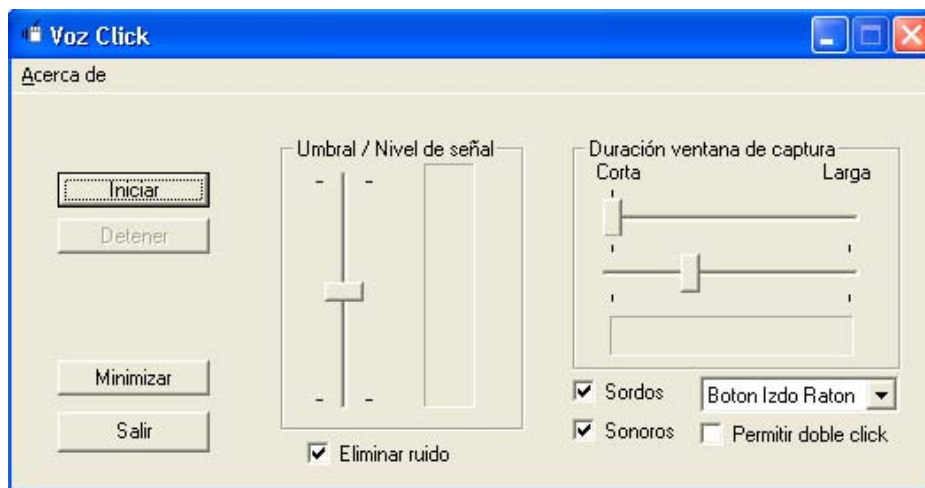 Voz Click
Acerca de
Iniciar
Detener
Minimizar
Salir
Umbral / Nivel de señal
Eliminar ruido
Duración ventana de captura
Corta Larga
Sordos
Boton Izdo Raton
Sonoros
Permitir doble click